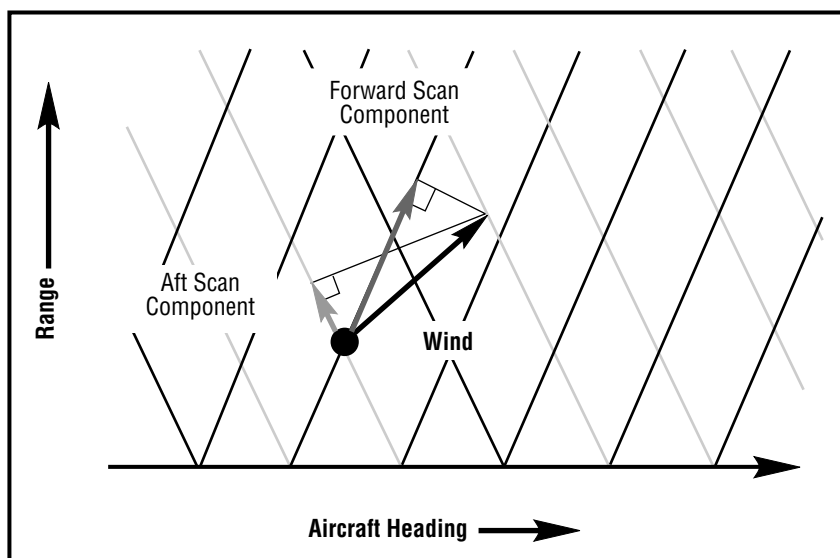 Forward Scan
Component
Aft Scan
Component
Range
Wind
Aircraft Heading